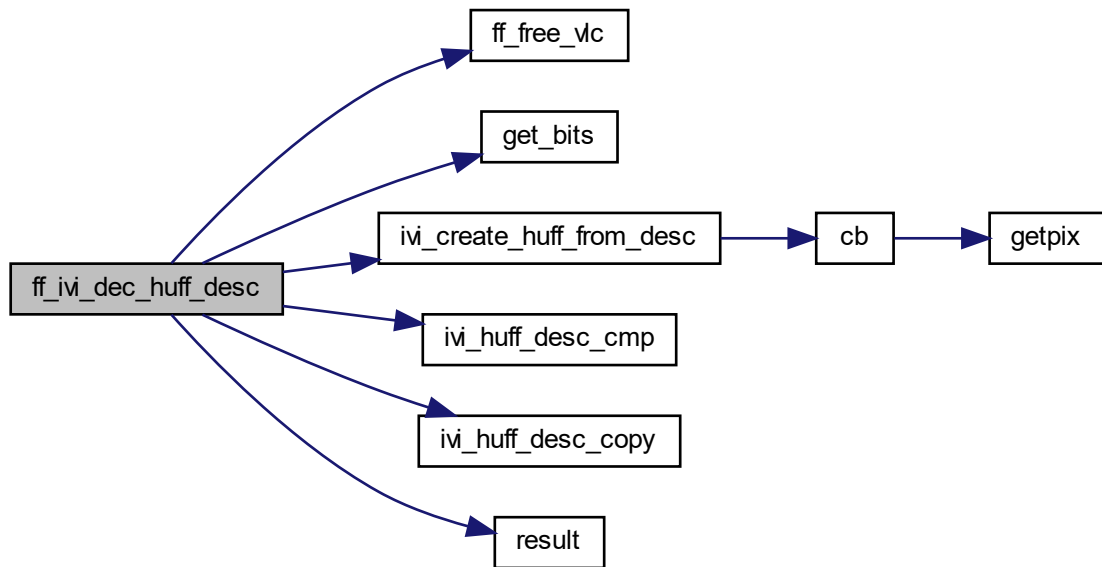 ff_free_vlc
get_bits
ivi_create_huff_from_desc
cb
getpix
ff_ivi_dec_huff_desc
ivi_huff_desc_cmp
ivi_huff_desc_copy
result